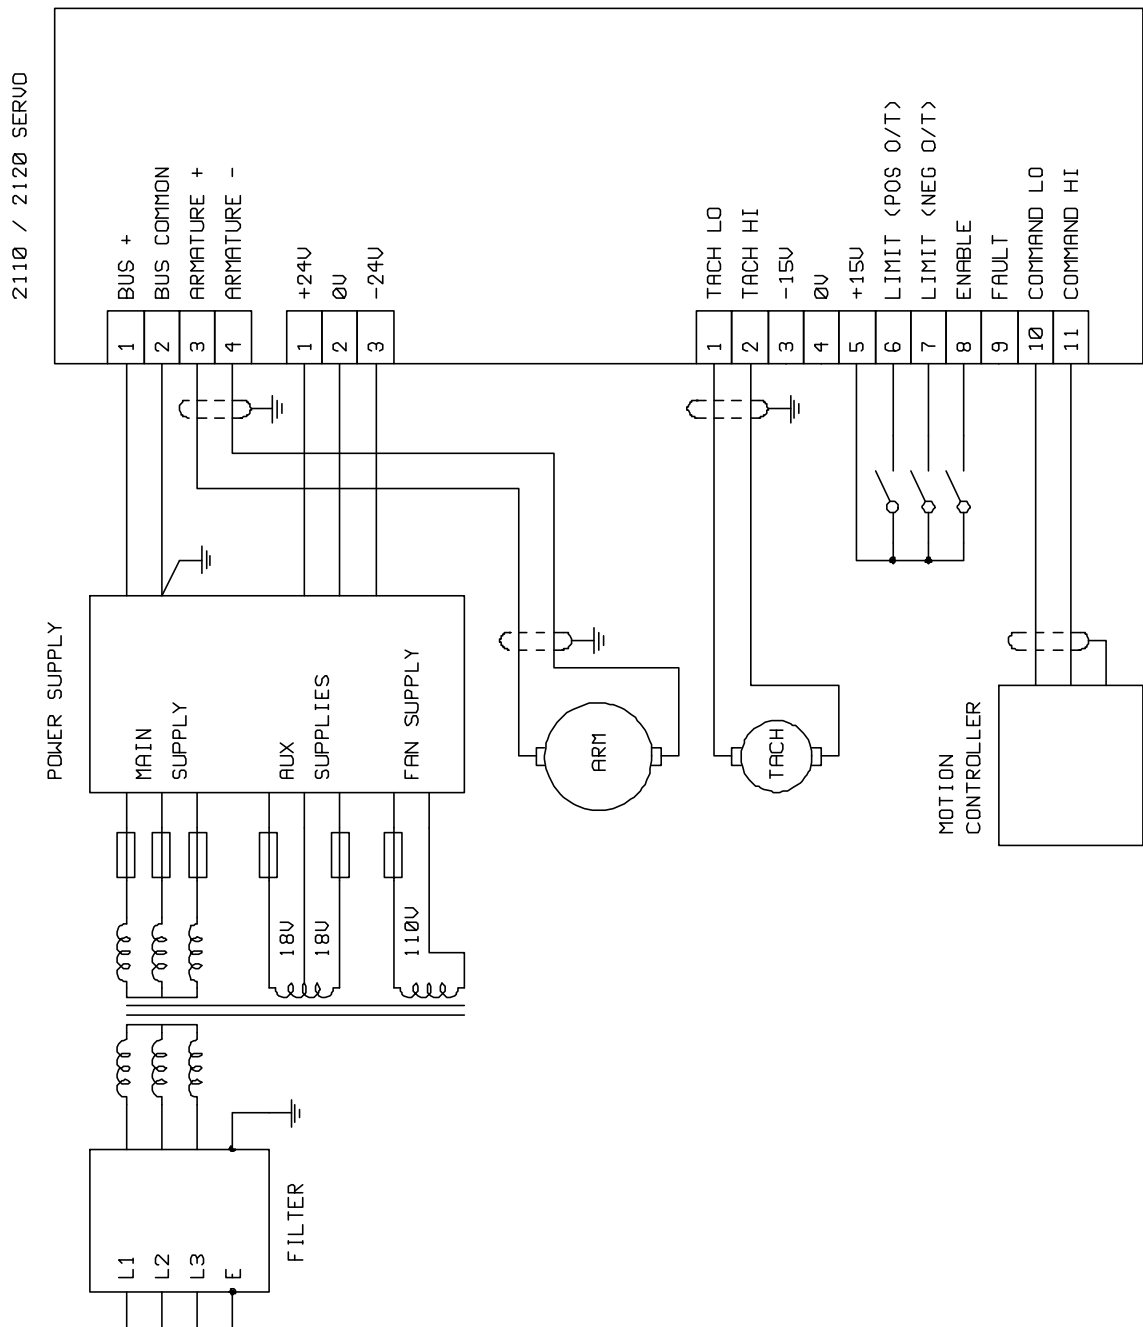 2110 / 2120 SERVO
BUS +
BUS COMMON
ARMATURE +
ARMATURE -
+24V
0V
-24V
TACH LO
TACH HI
-15V
0V
+15V
LIMIT (POS O/T)
LIMIT (NEG O/T)
ENABLE
FAULT
COMMAND LO
COMMAND HI
1
2
3
4
1
2
3
1
2
3
4
5
6
7
8
9
10
11
POWER SUPPLY
MAIN
SUPPLY
AUX
SUPPLIES
FAN SUPPLY
ARM
TACH
MOTION
CONTROLLER
18V
18V
110V
FILTER
L1
L2
L3
E